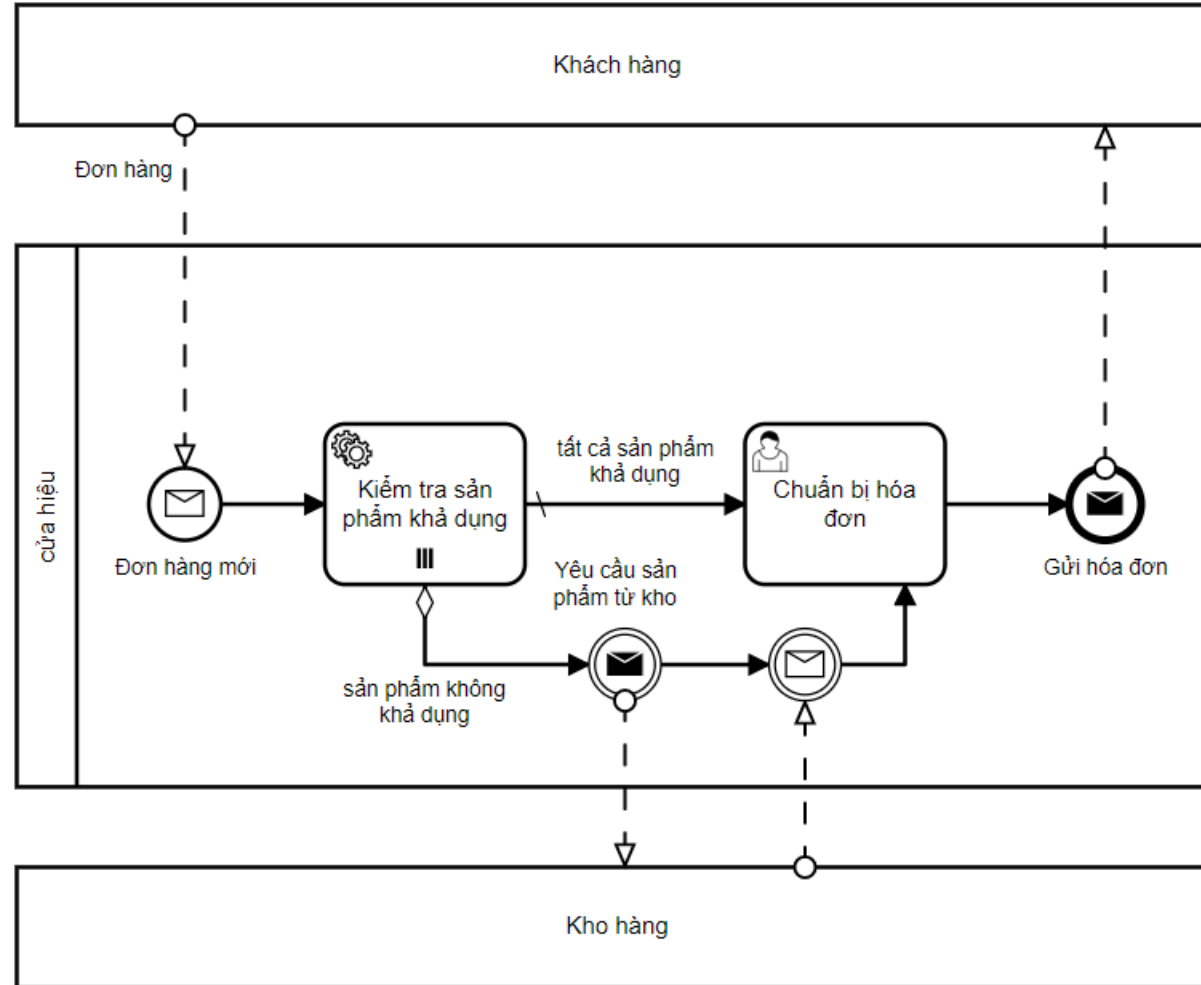 Khách hàng
Đơn hàng
cửa hiệu
Đơn hàng mới
Kiểm tra sản
phẩm khả dụng
tất cả sản phẩm
khả dụng
Chuẩn bị hóa
đơn
Gửi hóa đơn
Yêu cầu sản
phẩm từ kho
sản phẩm không
khả dụng
Kho hàng